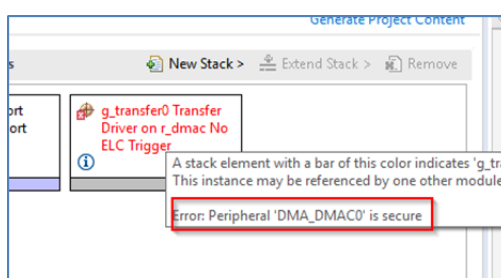 Generate Project Content
New Stack >
Extend Stack >
Remove
ort
ort
g_transfer0 Transfer
Driver on r_dmac No
ELC Trigger
A stack element with a bar of this color indicates 'g_tra
This instance may be referenced by one other module
Error: Peripheral 'DMA_DMAC0' is secure